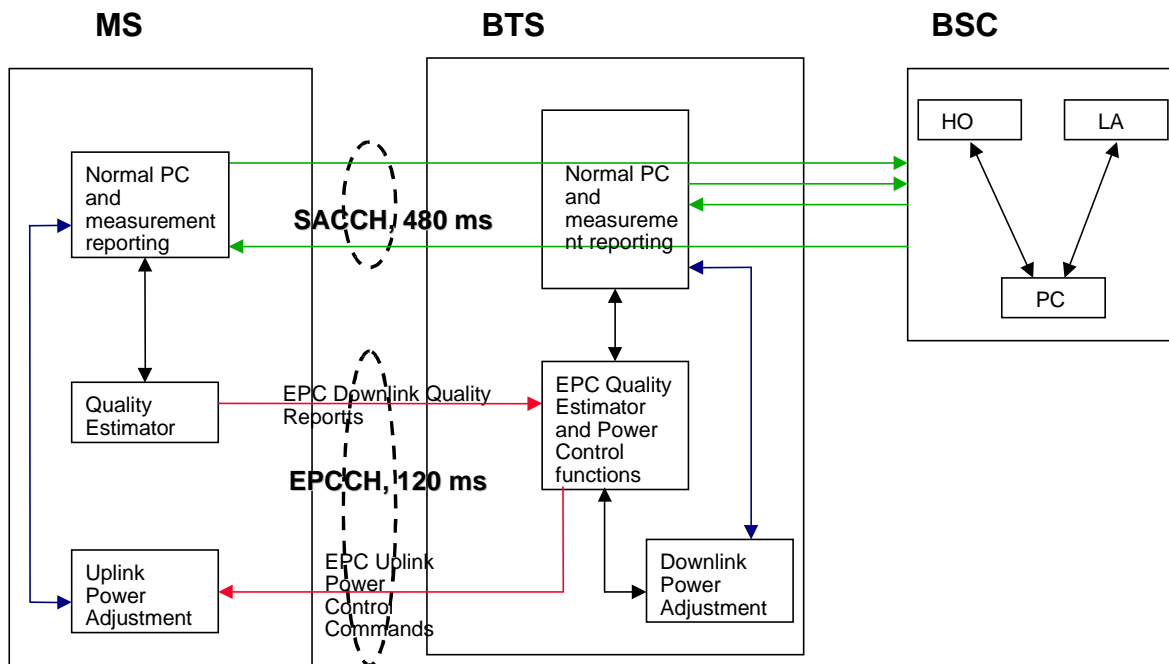 MS
BTS
BSC
HO
LA
Normal PC
and
measurement
reporting
Normal PC
and
measureme
nt reporting
SACCH, 480 ms
PC
Quality
Estimator
EPC Downlink Quality
Reportts
EPC Quality
Estimator
and Power
Control
functions
EPCCH, 120 ms
Uplink
Power
Adjustment
EPC Uplink
Power
Control
Commands
Downlink
Power
Adjustment